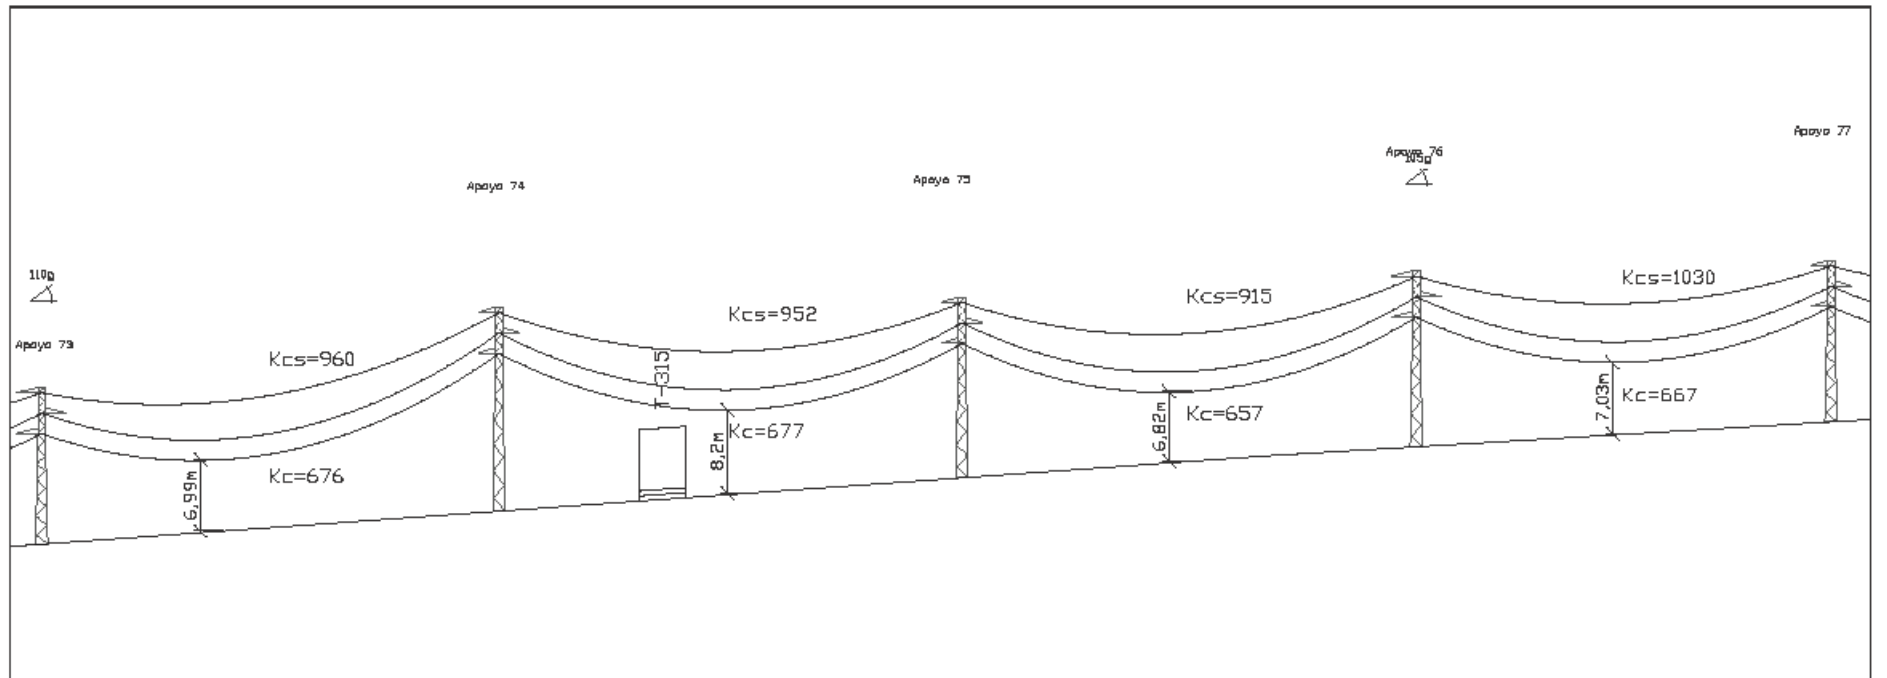 Apoyo 77
Apoyo 76
105g
Apoyo 75
Apoyo 74
110g
Apoyo 73
Kcs=960
Kcs=952
Kcs=915
Kcs=1030
T-315
Kc=676
Kc=677
Kc=657
Kc=667
6,99m
8,2m
6,82m
7,03m